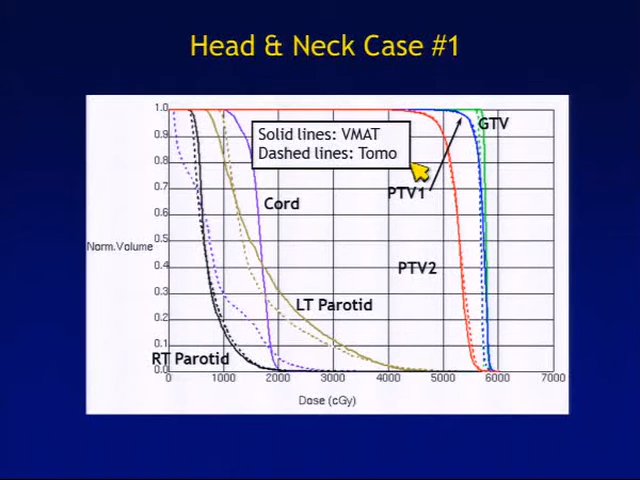 Head & Neck Case #1
1.0
0.9
0.8
0.7
0.6
0.5
0.4
0.3
0.2
0.1
0.0
Norm.Volume
Solid lines: VMAT
Dashed lines: Tomo
GTV
PTV1
Cord
PTV2
LT Parotid
RT Parotid
0 1000 2000 3000 4000 5000 6000 7000
Dose (cGy)